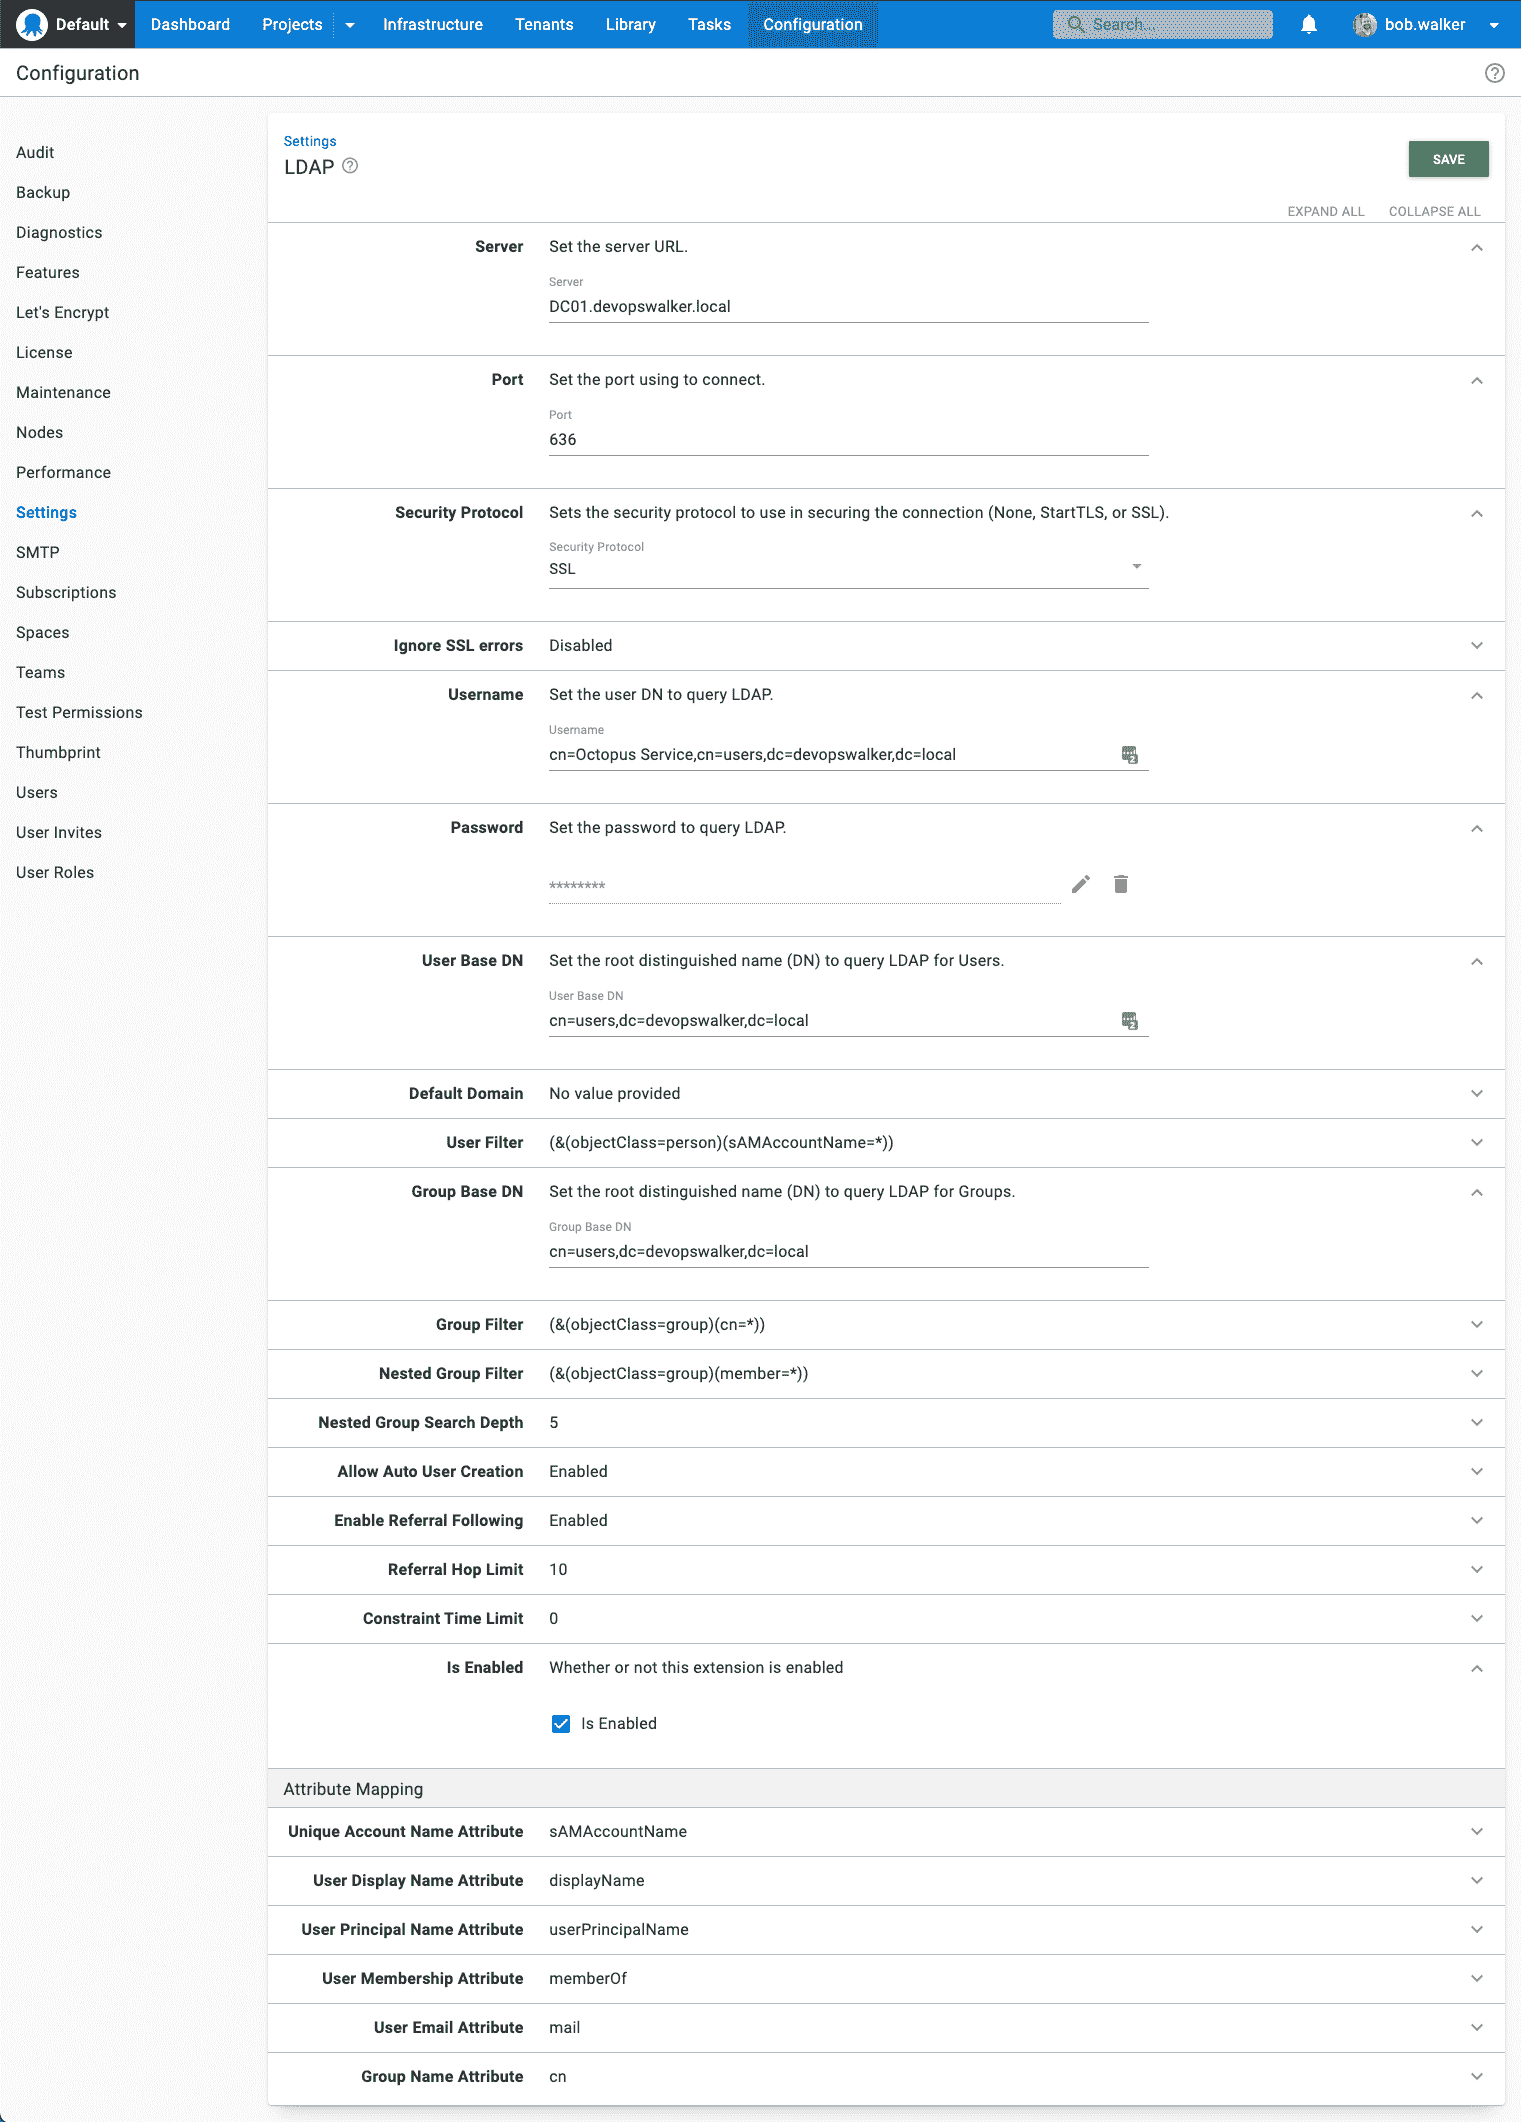 Default Dashboard Projects Infrastructure Tenants Library Tasks Configuration Search... bob.walker
Configuration
Audit
Backup
Diagnostics
Features
Let's Encrypt
License
Maintenance
Nodes
Performance
Settings
SMTP
Subscriptions
Spaces
Teams
Test Permissions
Thumbprint
Users
User Invites
User Roles
Settings
LDAP
SAVE
EXPAND ALL COLLAPSE ALL
Server Set the server URL.
Server
DC01.devopswalker.local
Port Set the port using to connect.
Port
636
Security Protocol Sets the security protocol to use in securing the connection (None, StartTLS, or SSL).
Security Protocol
SSL
Ignore SSL errors Disabled
Username Set the user DN to query LDAP.
Username
cn=Octopus Service,cn=users,dc=devopswalker,dc=local
Password Set the password to query LDAP.
********
User Base DN Set the root distinguished name (DN) to query LDAP for Users.
User Base DN
cn=users,dc=devopswalker,dc=local
Default Domain No value provided
User Filter (&(objectClass=person)(sAMAccountName=*))
Group Base DN Set the root distinguished name (DN) to query LDAP for Groups.
Group Base DN
cn=users,dc=devopswalker,dc=local
Group Filter (&(objectClass=group)(cn=*))
Nested Group Filter (&(objectClass=group)(member=*))
Nested Group Search Depth 5
Allow Auto User Creation Enabled
Enable Referral Following Enabled
Referral Hop Limit 10
Constraint Time Limit 0
Is Enabled Whether or not this extension is enabled
Is Enabled
Attribute Mapping
Unique Account Name Attribute sAMAccountName
User Display Name Attribute displayName
User Principal Name Attribute userPrincipalName
User Membership Attribute memberOf
User Email Attribute mail
Group Name Attribute cn